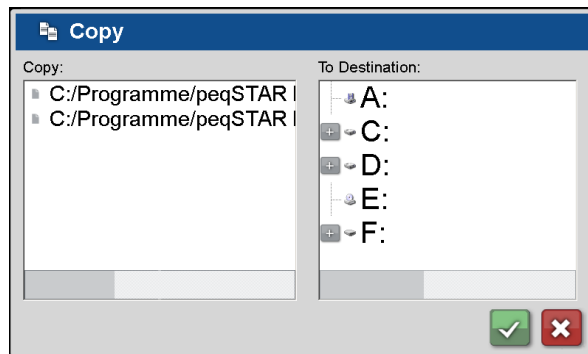 Copy
Copy:
C:/Programme/peqSTAR
C:/Programme/peqSTAR
To Destination:
A:
C:
D:
E:
F: